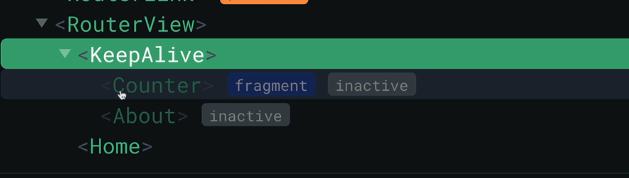 <RouterView>
<KeepAlive>
<Counter> fragment inactive
<About> inactive
<Home>